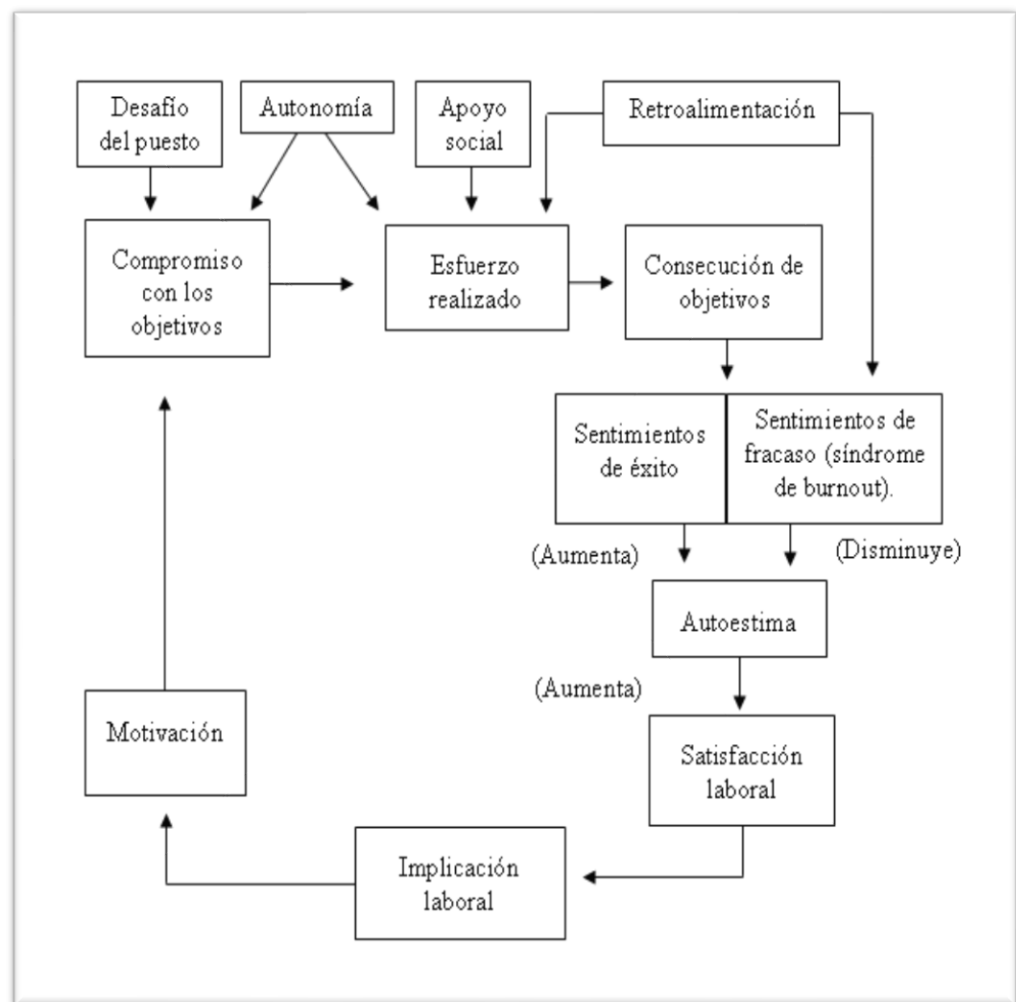 Desafío
del puesto
Autonomía
Apoyo
social
Retroalimentación
Compromiso
con los
objetivos
Esfuerzo
realizado
Consecución de
objetivos
Sentimientos
de éxito
Sentimientos de
fracaso (síndrome
de burnout).
(Aumenta)
(Disminuye)
Autoestima
(Aumenta)
Satisfacción
laboral
Motivación
Implicación
laboral